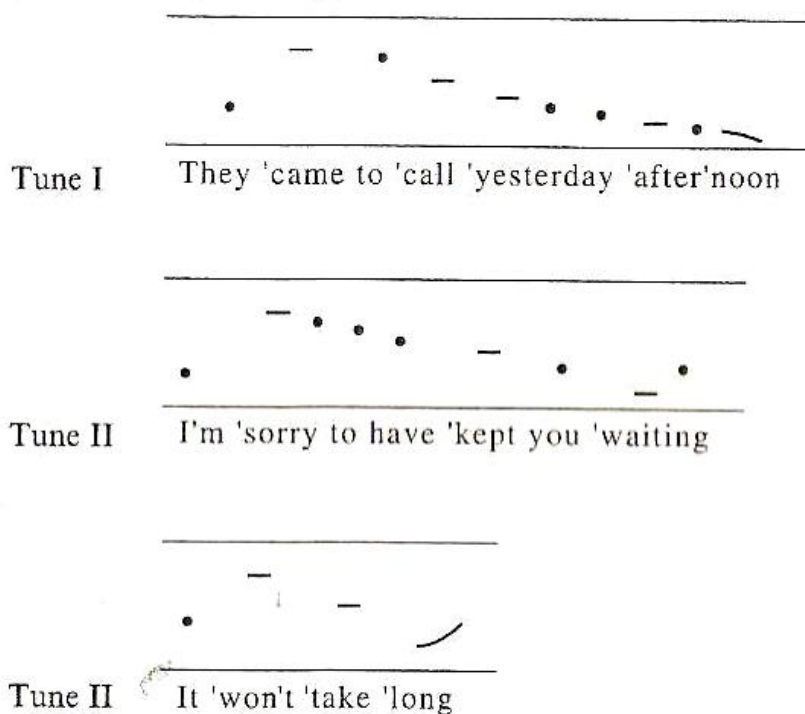 Tune I They 'came to 'call 'yesterday 'after'noon
Tune II I'm 'sorry to have 'kept you 'waiting
Tune II It 'won't 'take 'long